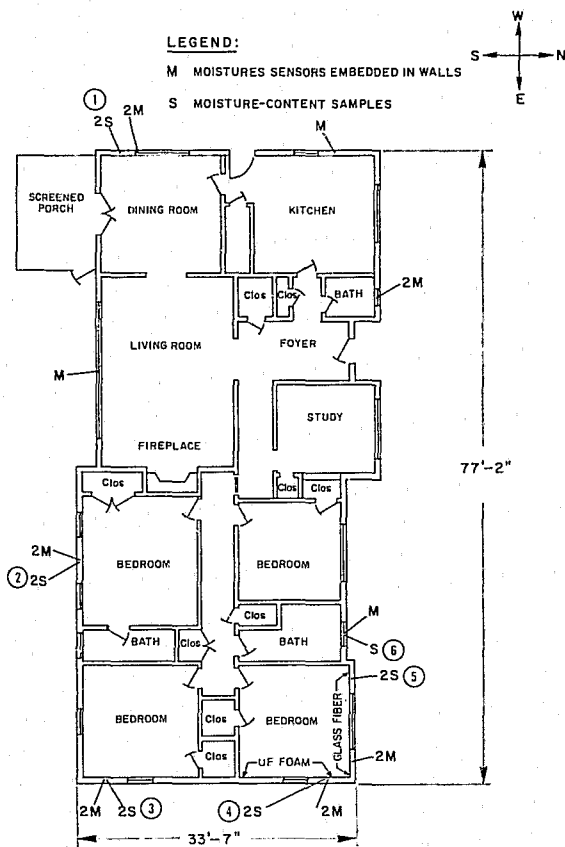 W
S N
E
LEGEND:
M MOISTURES SENSORS EMBEDDED IN WALLS
S MOISTURE-CONTENT SAMPLES
1
2S 2M
M
SCREENED
PORCH
DINING ROOM
KITCHEN
Clos
Clos
BATH
2M
LIVING ROOM
FOYER
M
STUDY
FIREPLACE
77'-2"
Clos
Clos
Clos
2M
2 2S
BEDROOM
BEDROOM
Clos
M
BATH
Clos
BATH
S 6
2S 5
BEDROOM
Clos
BEDROOM
GLASS FIBER
Clos
UF FOAM
2M
2M 2S 3
4 2S 2M
33'-7"